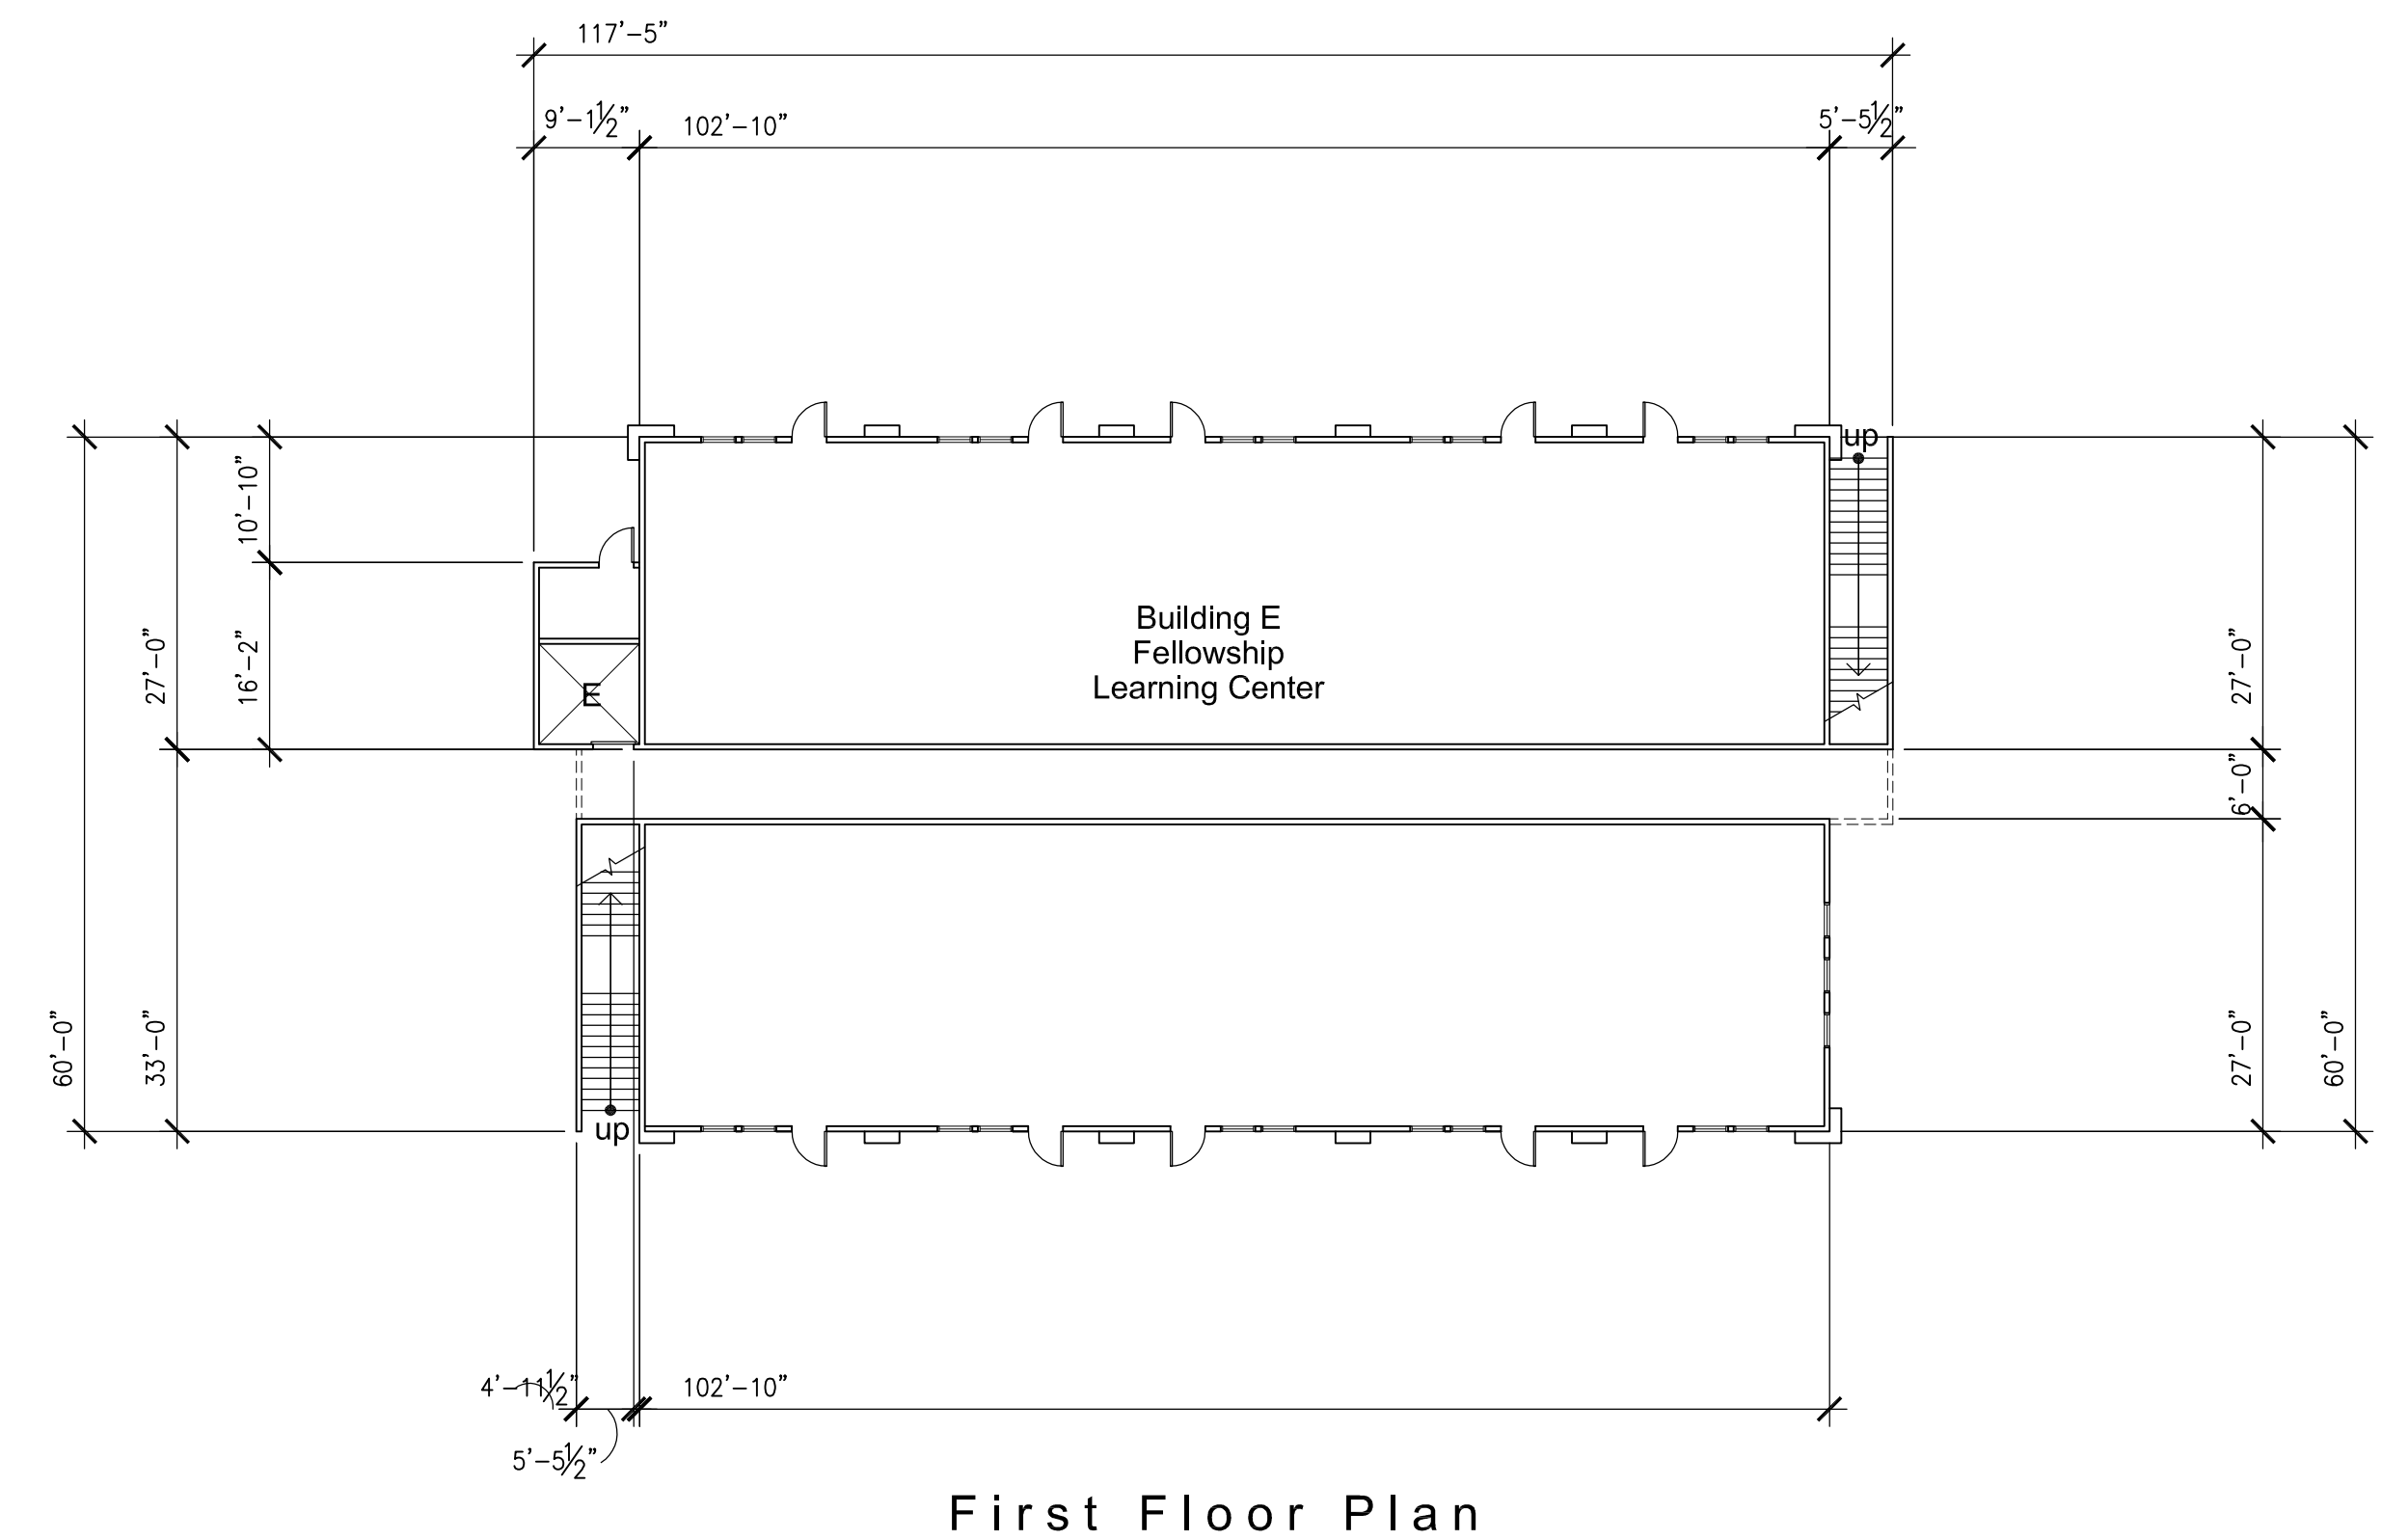 117'-5"
9'-1½" 102'-10" 5'-5½"
up
10'-10"
27'-0"
16'-2"
27'-0"
Building E
Fellowship
Learning Center
E
6'-0"
60'-0"
33'-0"
27'-0"
60'-0"
up
4'-11½" 102'-10"
5'-5½"
First Floor Plan